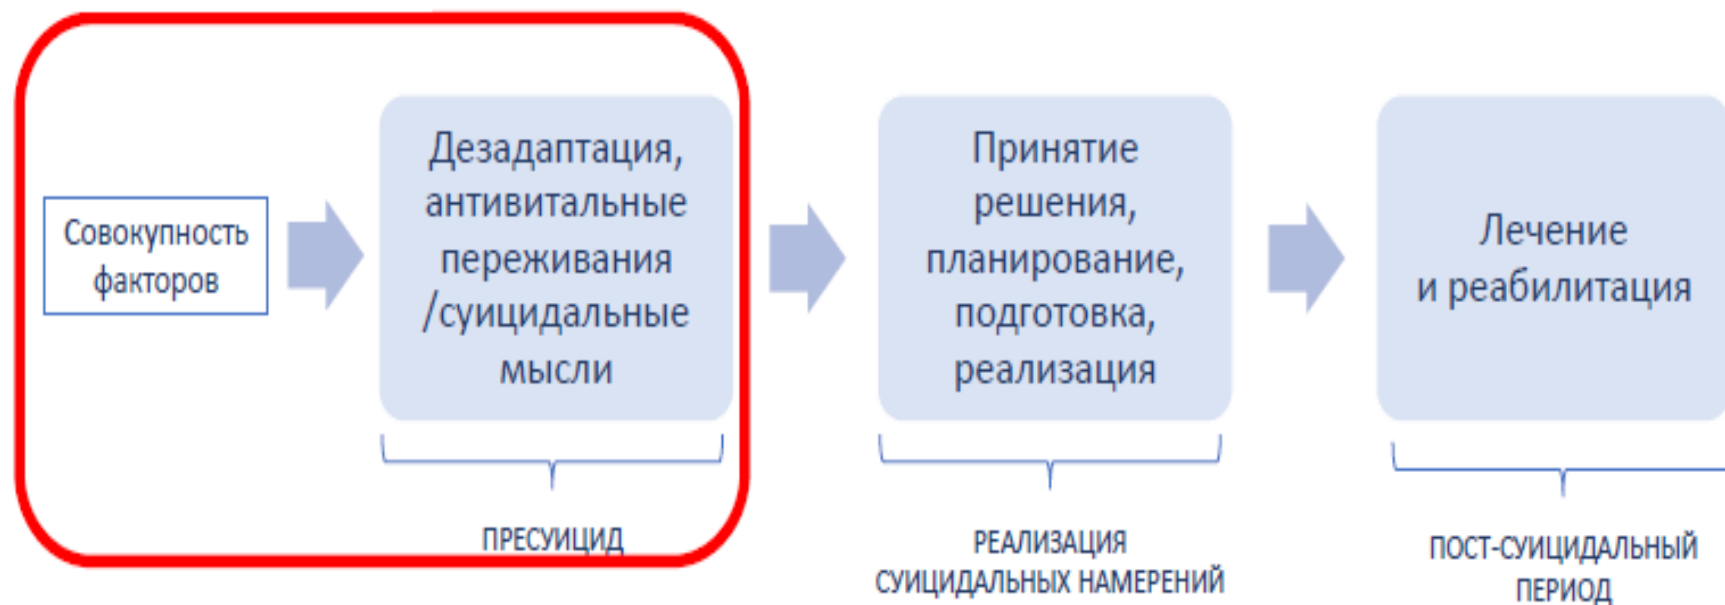 Совокупность
факторов
Дезадаптация,
антивитальные
переживания
/суицидальные
мысли
ПРЕСУИЦИД
Принятие
решения,
планирование,
подготовка,
реализация
РЕАЛИЗАЦИЯ
СУИЦИДАЛЬНЫХ НАМЕРЕНИЙ
Лечение
и реабилитация
ПОСТ-СУИЦИДАЛЬНЫЙ
ПЕРИОД